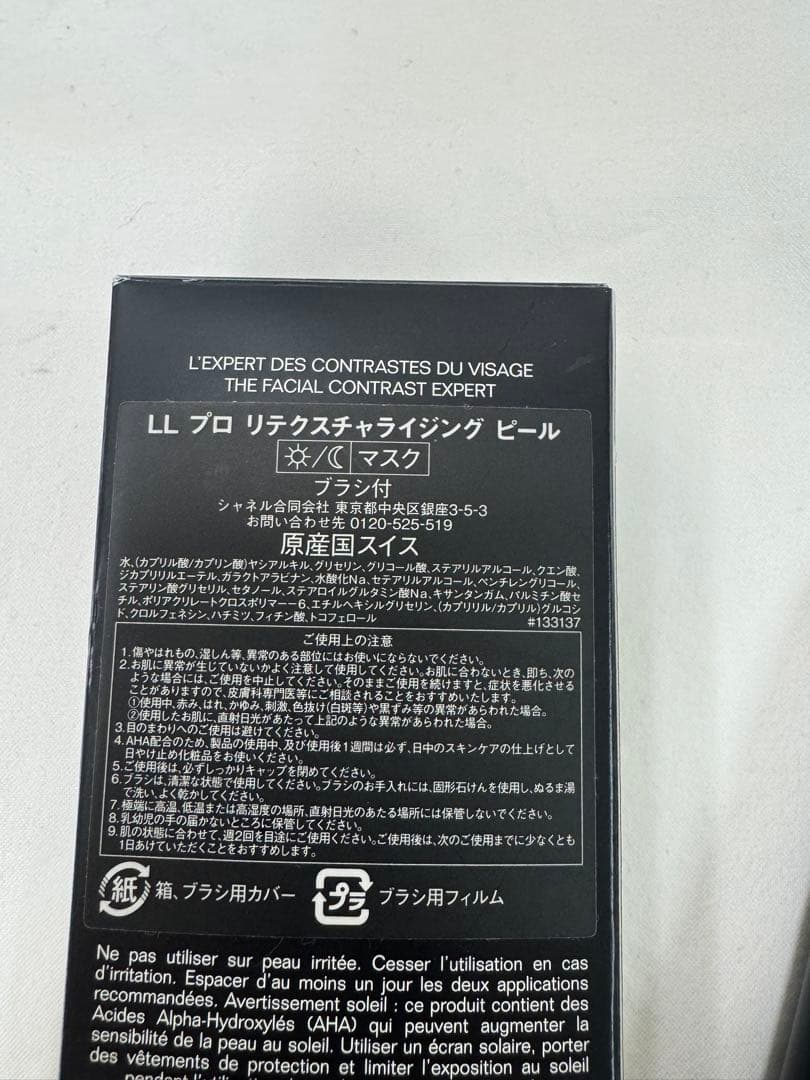 L'EXPERT DES CONTRASTES DU VISAGE
THE FACIAL CONTRAST EXPERT
LL プロ リテクスチャライジング ピール
マスク
ブラシ付
シャネル合同会社 東京都中央区銀座3-5-3
お問い合わせ先 0120-525-519
原産国スイス
水、(カプリル酸/カプリン酸)ヤシアルキル、グリセリン、グリコール酸、ステアリルアルコール、クエン酸、
ジカプリリルエーテル、ガラクトアラビナン、水酸化Na、セテアリルアルコール、ペンチレングリコール、
ステアリン酸グリセリル、セタノール、ステアロイルグルタミン酸Na、キサンタンガム、パルミチン酸セ
チル、ポリアクリレートクロスポリマー-6、エチルヘキシルグリセリン、(カプリリル/カプリル)グルコシ
ド、クロルフェネシン、ハチミツ、フィチン酸、トコフェロール
#133137
ご使用上の注意
1.傷やはれもの、湿しん等、異常のある部位にはお使いにならないでください。
2.お肌に異常が生じていないかよく注意して使用してください。お肌に合わないとき、即ち、次の
ような場合には、ご使用を中止してください。そのままご使用を続けますと、症状を悪化させる
ことがありますので、皮膚科専門医等にご相談されることをおすすめいたします。
①使用中、赤み、はれ、かゆみ、刺激、色抜け(白斑等)や黒ずみ等の異常があらわれた場合。
②使用したお肌に、直射日光があたって上記のような異常があらわれた場合。
3.目のまわりへのご使用は避けてください。
4.AHA配合のため、製品の使用中、及び使用後1週間は必ず、日中のスキンケアの仕上げとして
日やけ止め化粧品をお使いください。
5.ご使用後は、必ずしっかりキャップを閉めてください。
6.ブラシは、清潔な状態で使用してください。ブラシのお手入れには、固形石けんを使用し、ぬるま湯
で洗い、よく乾かしてください。
7.極端に高温、低温または高湿度の場所、直射日光のあたる場所には保管しないでください。
8.乳幼児の手の届かないところに保管してください。
9.肌の状態に合わせて、週2回を目途にご使用ください。ご使用後は、次のご使用までに少なくとも
1日あけていただくことをおすすめします。
紙 箱、ブラシ用カバー プラ ブラシ用フィルム
Ne pas utiliser sur peau irritée. Cesser l'utilisation en cas
d'irritation. Espacer d'au moins un jour les deux applications
recommandées. Avertissement soleil : ce produit contient des
Acides Alpha-Hydroxylés (AHA) qui peuvent augmenter la
sensibilité de la peau au soleil. Utiliser un écran solaire, porter
des vêtements de protection et limiter l'exposition au soleil
pendant l'utilisation